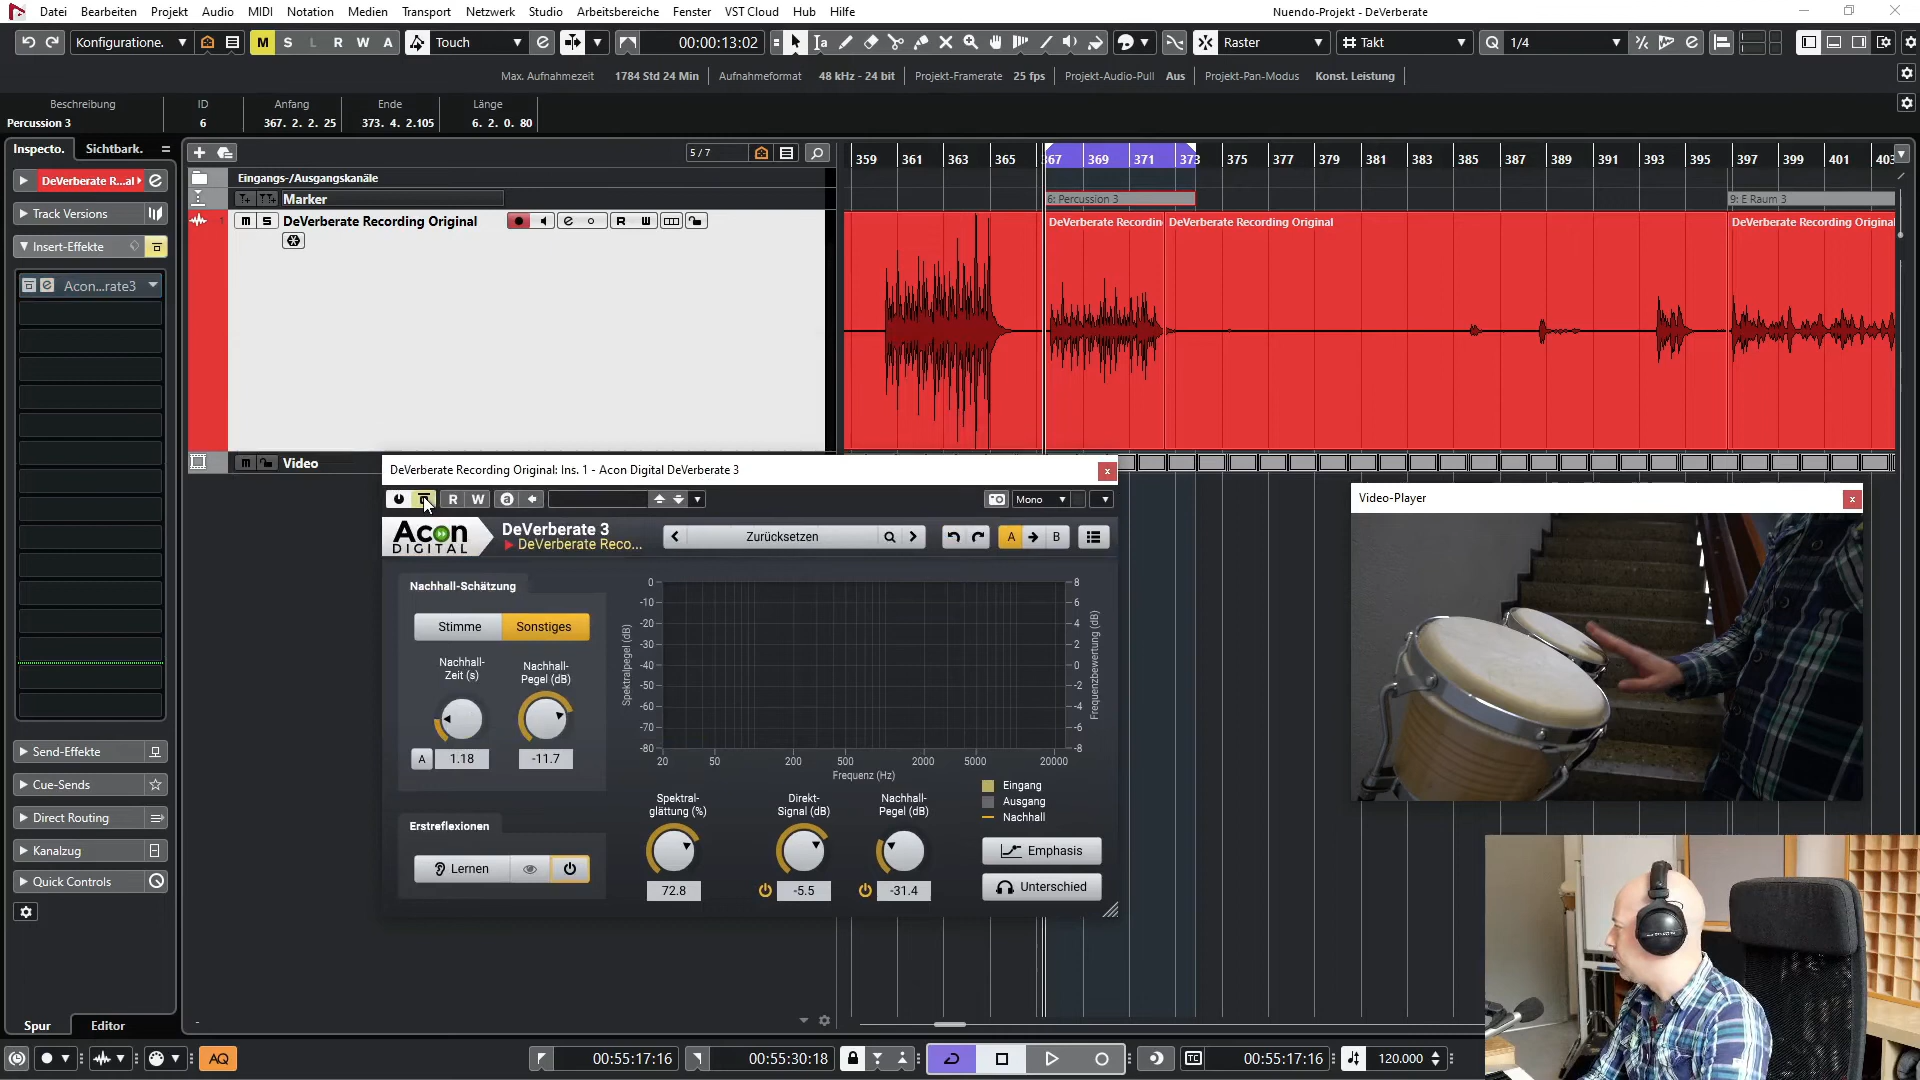 Datei Bearbeiten Projekt Audio MIDI Notation Medien Transport Netzwerk Studio Arbeitsbereiche Fenster VST Cloud Hub Hilfe Nuendo-Projekt - DeVerberate
Konfiguratione. M S L R W A Touch 00:00:13:02 Raster Takt Q 1/4
Max. Aufnahmezeit 1784 Std 24 Min Aufnahmeformat 48 kHz - 24 bit Projekt-Framerate 25 fps Projekt-Audio-Pull Aus Projekt-Pan-Modus Konst. Leistung
Beschreibung ID Anfang Ende Länge
Percussion 3 6 367. 2. 2. 25 373. 4. 2.105 6. 2. 0. 80
Inspecto. Sichtbark. 5 / 7 359 361 363 365 367 369 371 373 375 377 379 381 383 385 387 389 391 393 395 397 399 401 403
DeVerberate R...al Eingangs-/Ausgangskanäle
Marker 6: Percussion 3 9: E Raum 3
Track Versions 1 m S DeVerberate Recording Original R W DeVerberate Recordin DeVerberate Recording Original DeVerberate Recording Original
Insert-Effekte
Acon...rate3
m Video
DeVerberate Recording Original: Ins. 1 - Acon Digital DeVerberate 3
Video-Player
R W a Mono
Acon DIGITAL DeVerberate 3
DeVerberate Reco...
Zurücksetzen A B
Nachhall-Schätzung
Stimme Sonstiges
Nachhall-Zeit (s) Nachhall-Pegel (dB)
A 1.18 -11.7
Spektralpegel (dB)
0 -10 -20 -30 -40 -50 -60 -70 -80
8 6 4 2 0 -2 -4 -6 -8
Frequenzbewertung (dB)
20 50 200 500 2000 5000 20000
Frequenz (Hz)
Eingang
Ausgang
Nachhall
Spektral-glättung (%) Direkt-Signal (dB) Nachhall-Pegel (dB)
72.8 -5.5 -31.4
Emphasis
Unterschied
Erstreflexionen
Lernen
Send-Effekte
Cue-Sends
Direct Routing
Kanalzug
Quick Controls
Spur Editor
AQ 00:55:17:16 00:55:30:18 TC 00:55:17:16 120.000